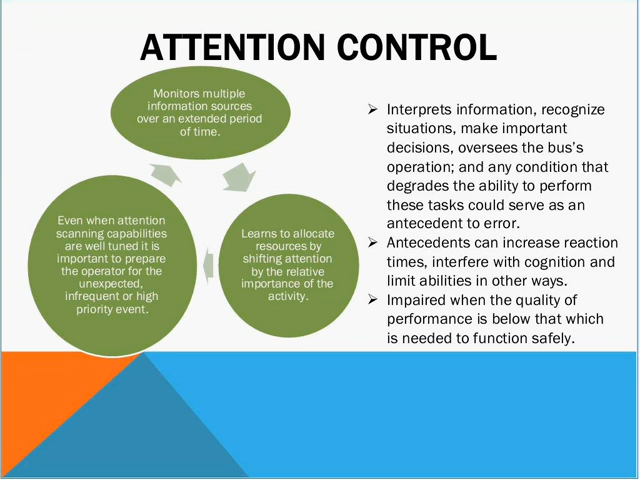 ATTENTION CONTROL
Monitors multiple
information sources
over an extended period
of time.
Learns to allocate
resources by
shifting attention
by the relative
importance of the
activity.
Even when attention
scanning capabilities
are well tuned it is
important to prepare
the operator for the
unexpected,
infrequent or high
priority event.
➢ Interprets information, recognize
situations, make important
decisions, oversees the bus's
operation; and any condition that
degrades the ability to perform
these tasks could serve as an
antecedent to error.
➢ Antecedents can increase reaction
times, interfere with cognition and
limit abilities in other ways.
➢ Impaired when the quality of
performance is below that which
is needed to function safely.